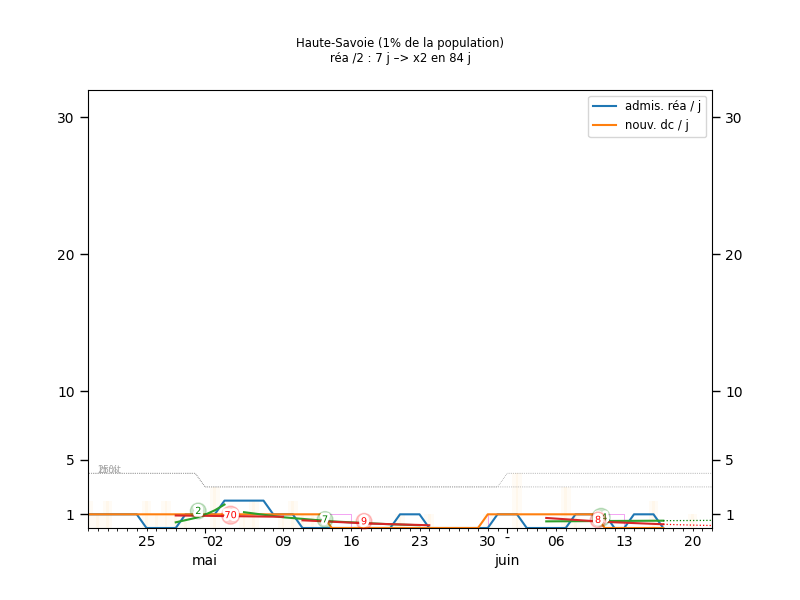 Haute-Savoie (1% de la population)
réa /2 : 7 j –> x2 en 84 j
admis. réa / j
nouv. dc / j
30 30
20 20
10 10
5 5
1 1
2 70 7 9 8
25 02 09 16 23 30 - 06 13 20
mai juin